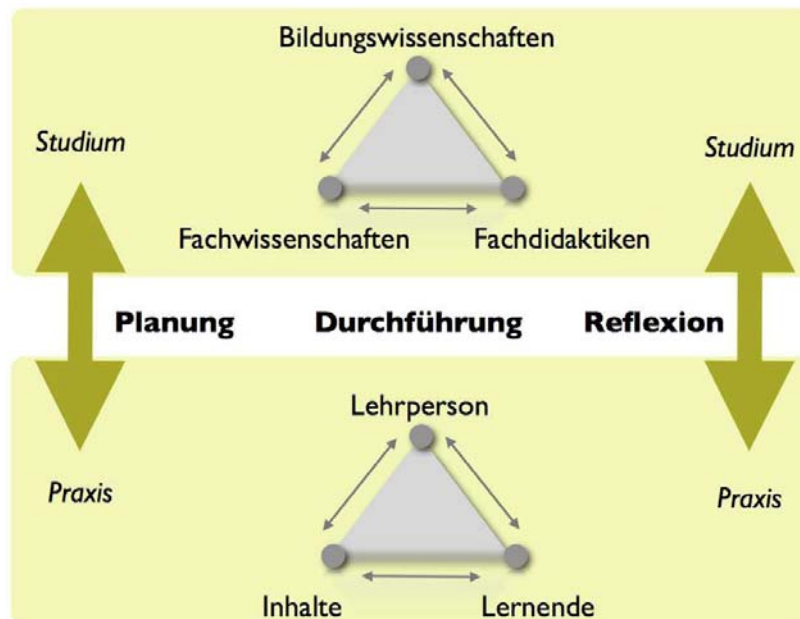 Bildungswissenschaften
Studium
Studium
Fachwissenschaften
Fachdidaktiken
Planung
Durchführung
Reflexion
Lehrperson
Praxis
Praxis
Inhalte
Lernende